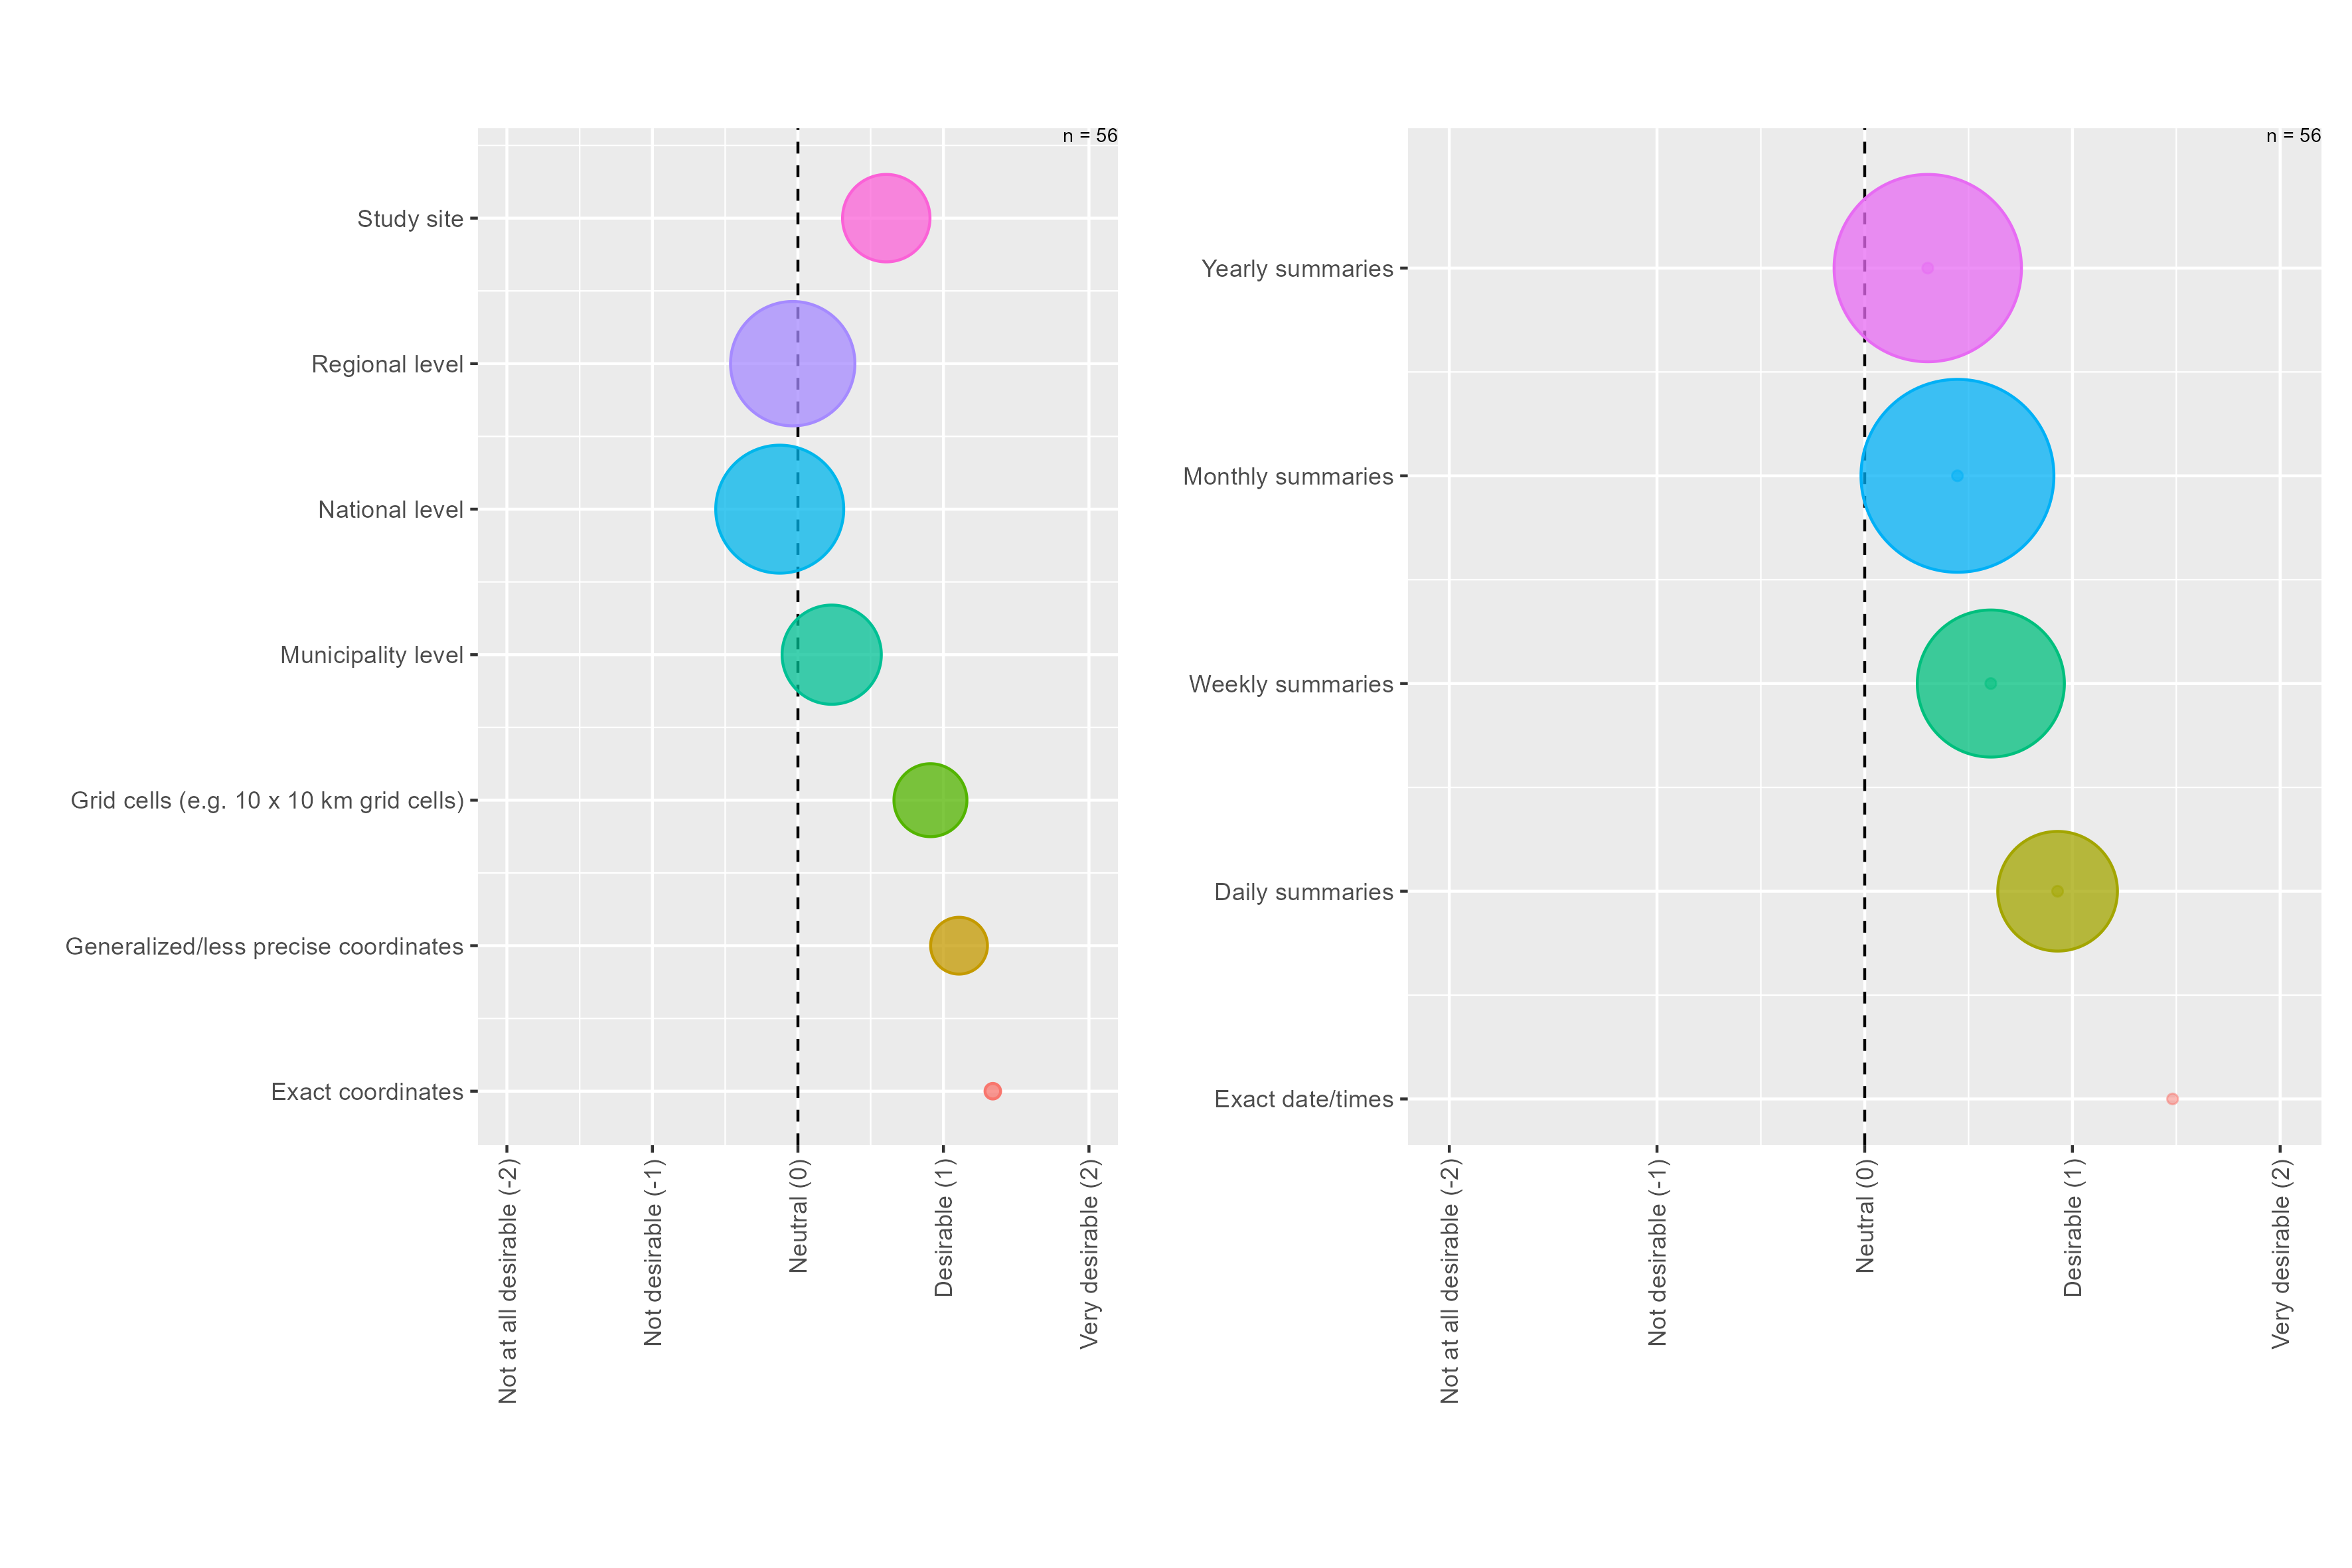 n = 56
Study site
Regional level
National level
Municipality level
Grid cells (e.g. 10 x 10 km grid cells)
Generalized/less precise coordinates
Exact coordinates
Not at all desirable (-2)
Not desirable (-1)
Neutral (0)
Desirable (1)
Very desirable (2)
n = 56
Yearly summaries
Monthly summaries
Weekly summaries
Daily summaries
Exact date/times
Not at all desirable (-2)
Not desirable (-1)
Neutral (0)
Desirable (1)
Very desirable (2)